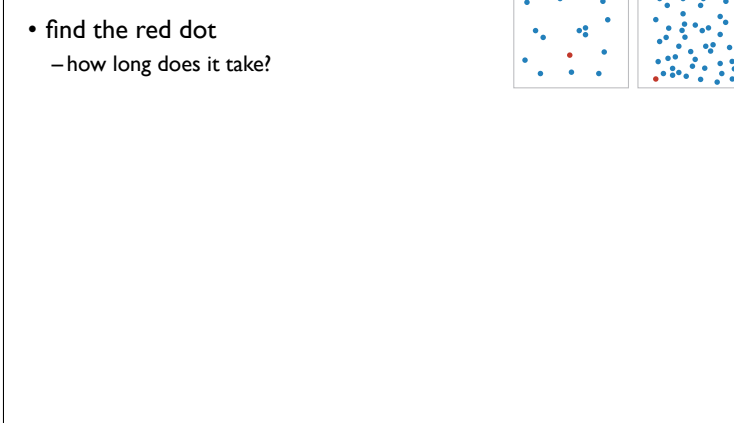 • find the red dot
– how long does it take?